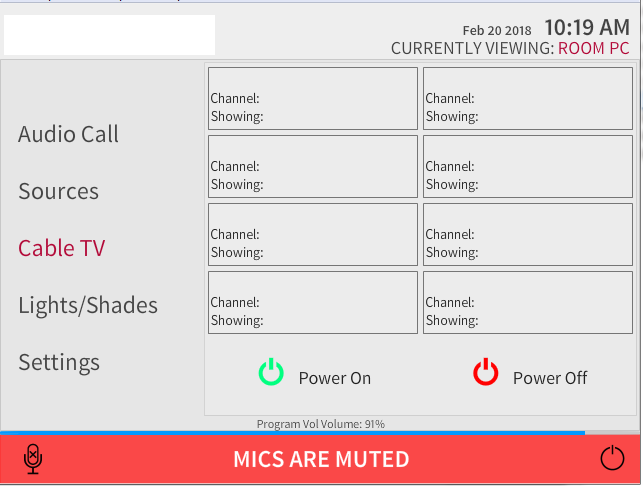 Feb 20 2018 10:19 AM
CURRENTLY VIEWING: ROOM PC
Audio Call
Sources
Cable TV
Lights/Shades
Settings
Channel:
Showing:
Channel:
Showing:
Channel:
Showing:
Channel:
Showing:
Channel:
Showing:
Channel:
Showing:
Channel:
Showing:
Channel:
Showing:
Power On
Power Off
Program Vol Volume: 91%
MICS ARE MUTED